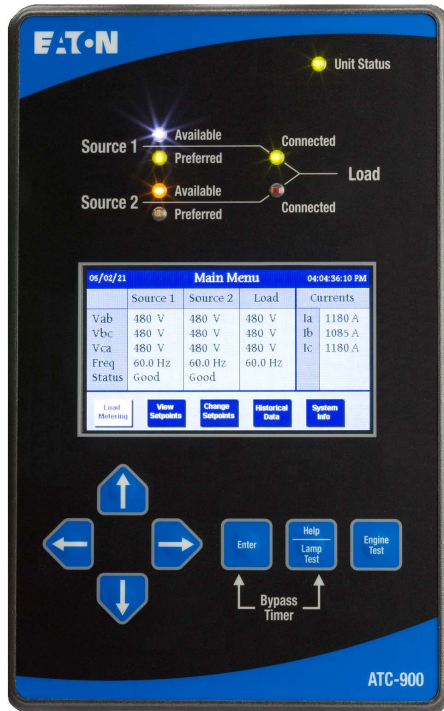 EATON
Unit Status
Source 1
Available
Preferred
Connected
Load
Source 2
Available
Preferred
Connected
05/02/21 Main Menu 04:04:36:10 PM
Source 1 Source 2 Load Currents
Vab 480 V 480 V 480 V Ia 1180 A
Vbc 480 V 480 V 480 V Ib 1085 A
Vca 480 V 480 V 480 V Ic 1180 A
Freq 60.0 Hz 60.0 Hz 60.0 Hz
Status Good Good
Load Metering
View Setpoints
Change Setpoints
Historical Data
System Info
Enter
Help
Lamp Test
Engine Test
Bypass Timer
ATC-900